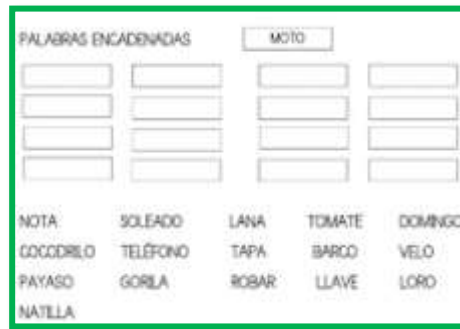 PALABRAS ENCADENADAS MOTO
NOTA SOLEADO LANA TOMATE DOMINGO
COCODRILO TELÉFONO TAPA BARCO VELO
PAYASO GORILA ROBAR LLAVE LORO
NATILLA